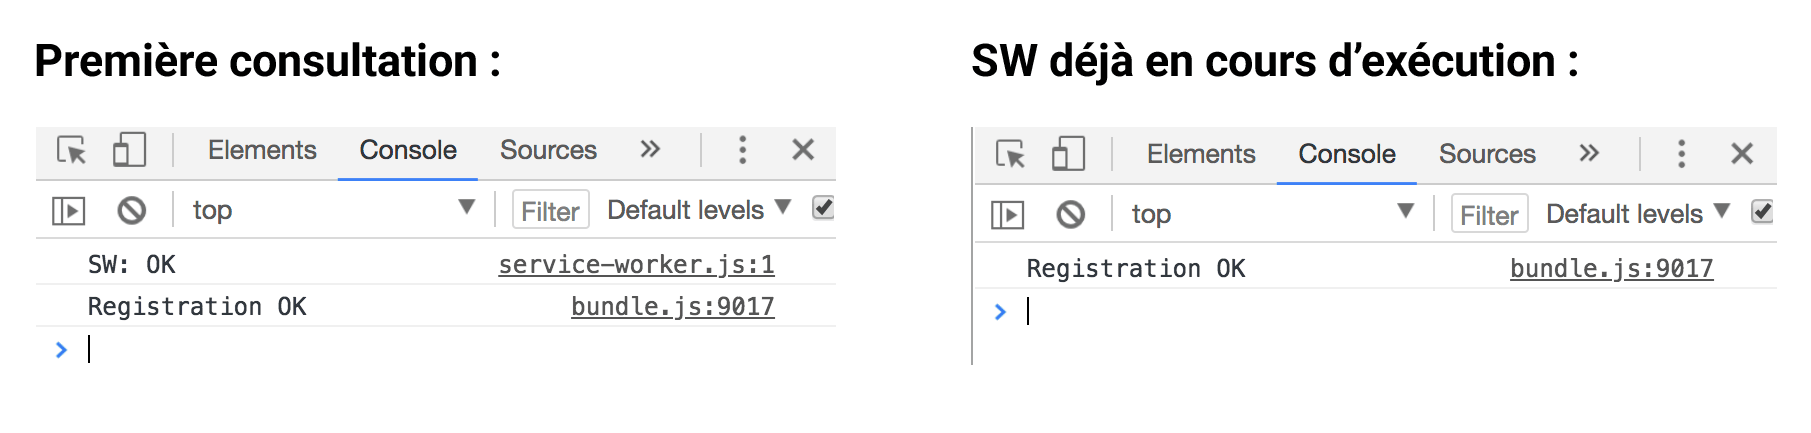 Première consultation :
Elements Console Sources
top Filter Default levels
SW: OK service-worker.js:1
Registration OK bundle.js:9017
SW déjà en cours d’exécution :
Elements Console Sources
top Filter Default levels
Registration OK bundle.js:9017